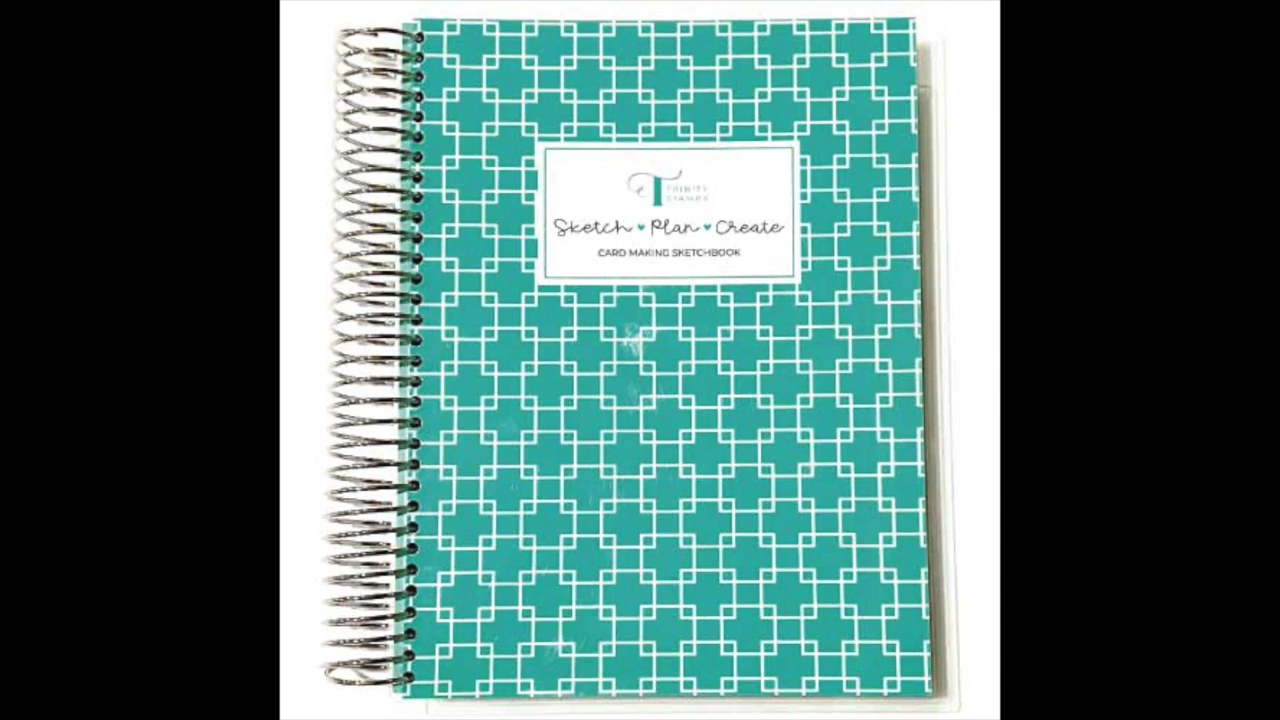 TRINITY
STAMPS
Sketch ♥ Plan ♥ Create
CARD MAKING SKETCHBOOK